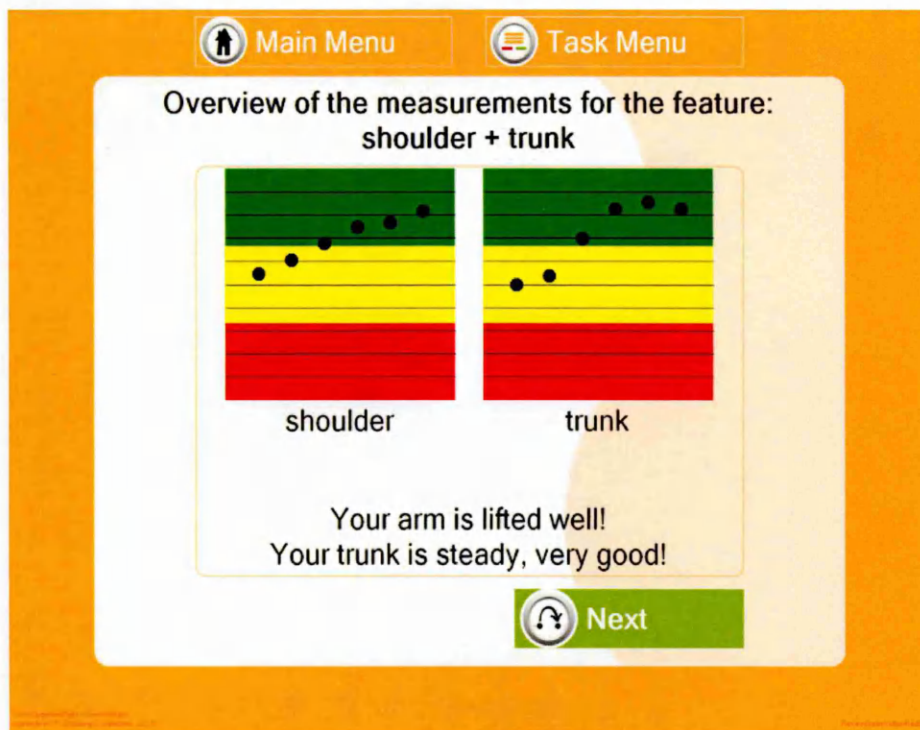 Main Menu
Task Menu
Overview of the measurements for the feature:
shoulder + trunk
shoulder
trunk
Your arm is lifted well!
Your trunk is steady, very good!
Next